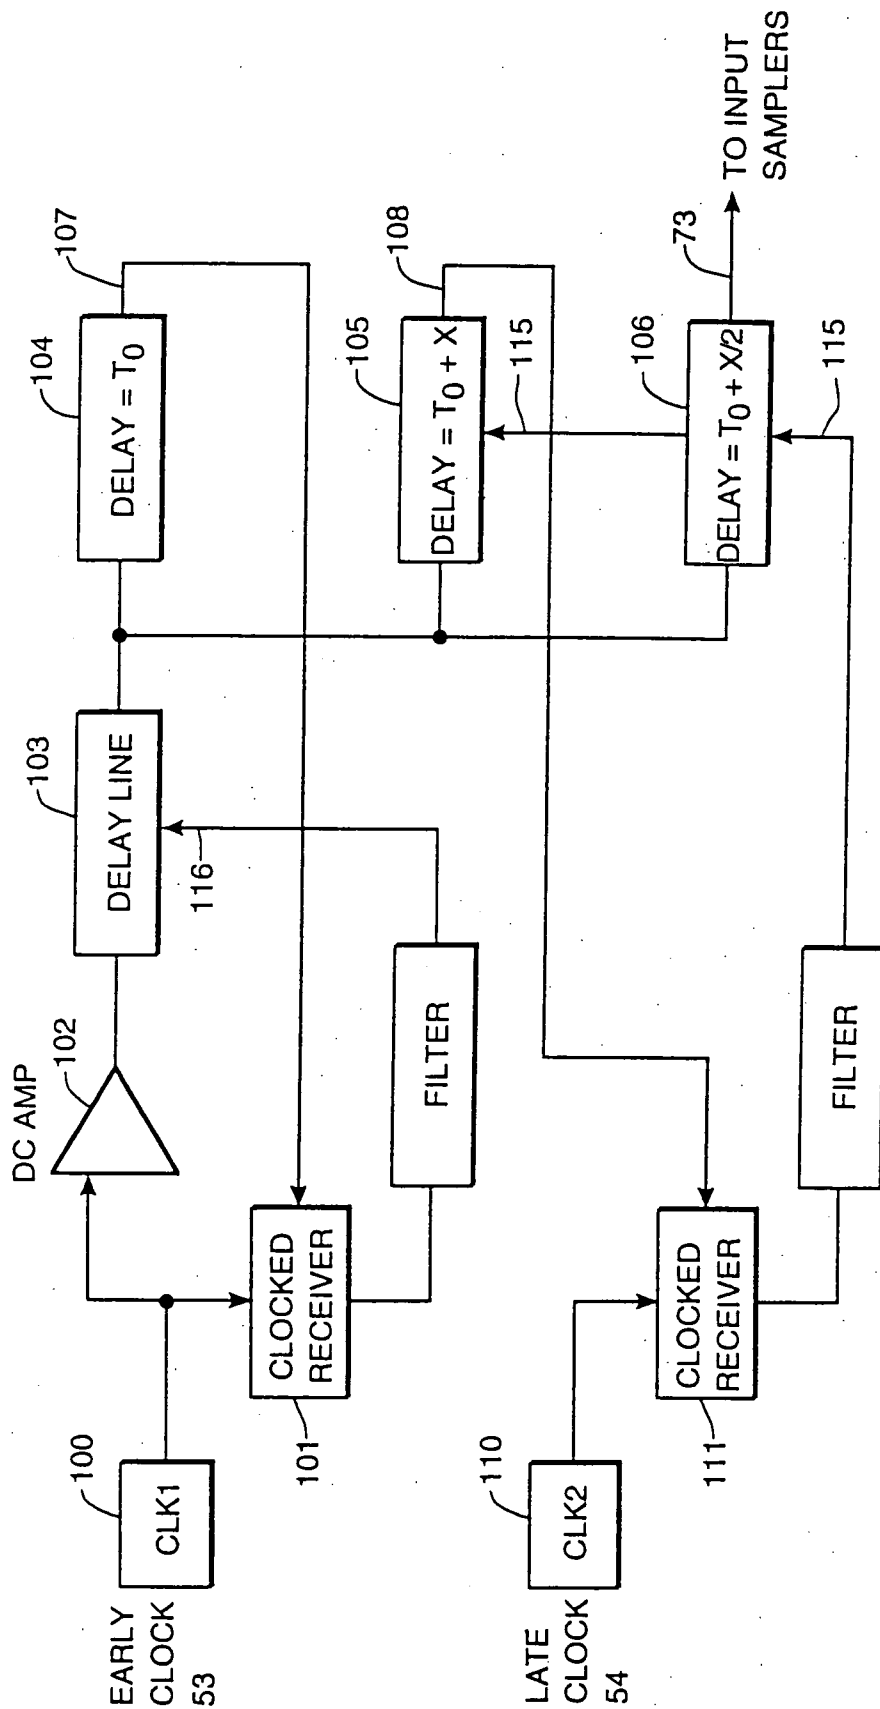 EARLY
CLOCK
53
100
CLK1
DC AMP
102
CLOCKED
RECEIVER
101
103
DELAY LINE
116
FILTER
104
DELAY = T₀
107
LATE
CLOCK
54
110
CLK2
CLOCKED
RECEIVER
111
FILTER
105
DELAY = T₀ + X
108
115
106
DELAY = T₀ + X/2
73
TO INPUT
SAMPLERS
115